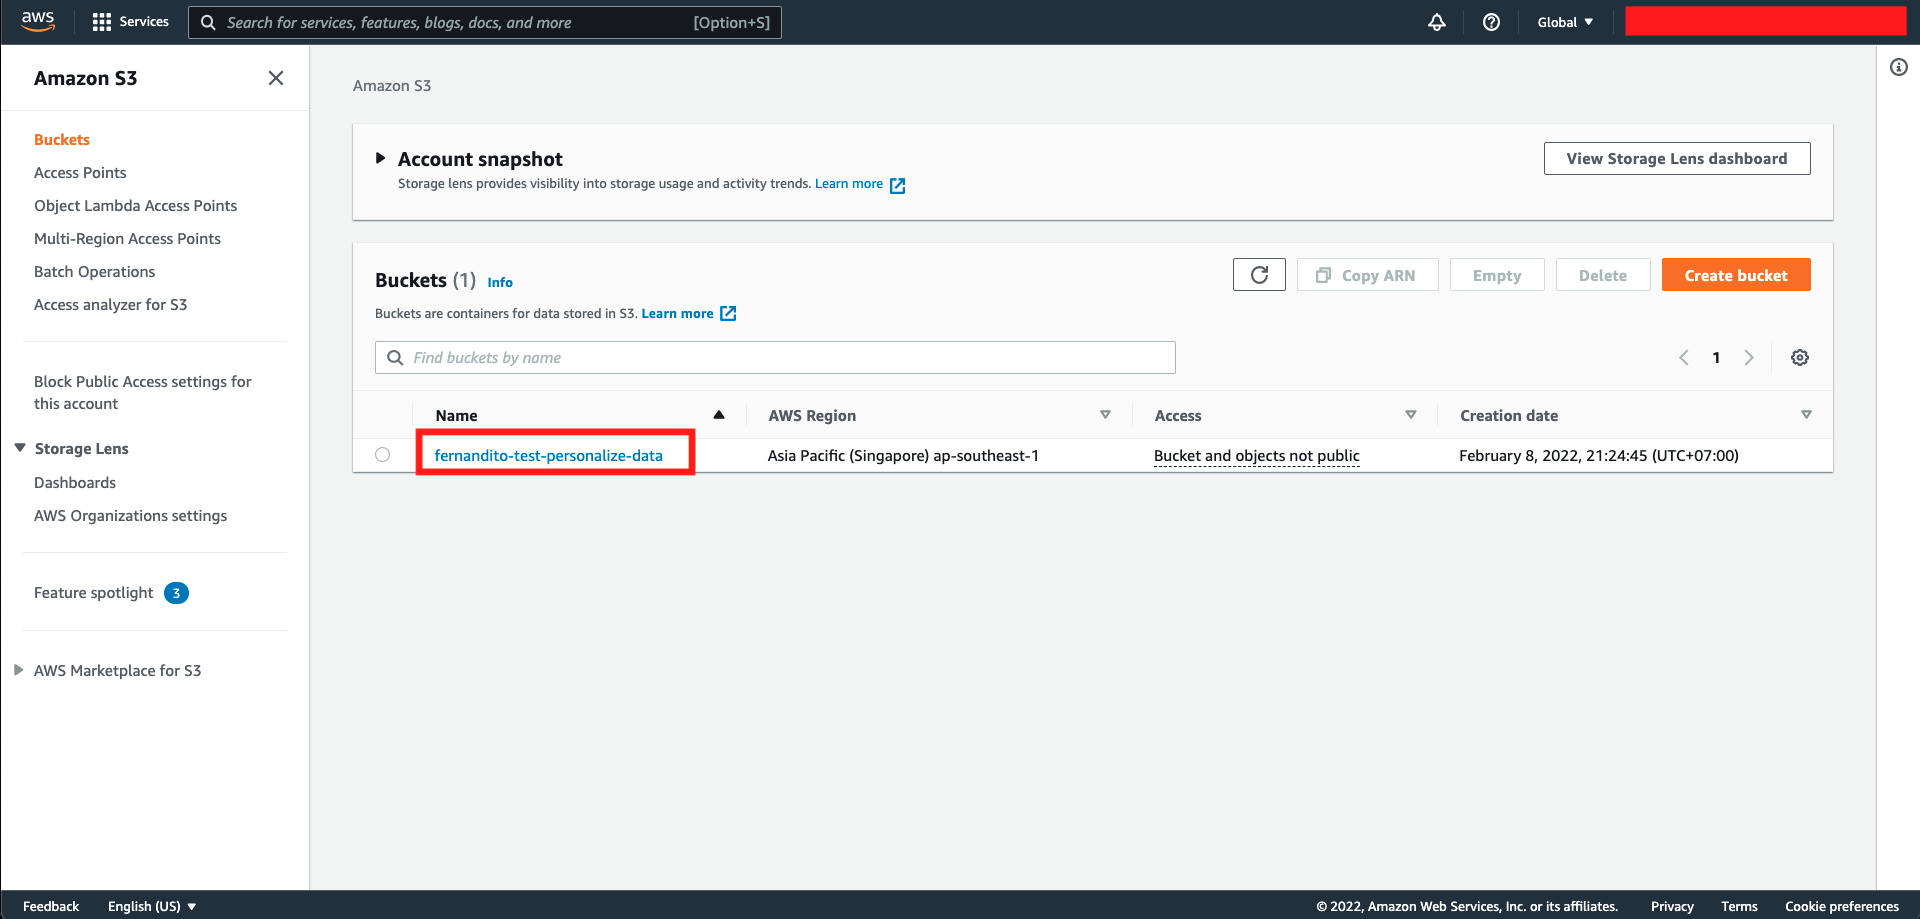 aws
Services
Search for services, features, blogs, docs, and more
[Option+S]
Global
Amazon S3
Buckets
Access Points
Object Lambda Access Points
Multi-Region Access Points
Batch Operations
Access analyzer for S3
Block Public Access settings for
this account
Storage Lens
Dashboards
AWS Organizations settings
Feature spotlight 3
AWS Marketplace for S3
Amazon S3
Account snapshot
Storage lens provides visibility into storage usage and activity trends. Learn more
View Storage Lens dashboard
Buckets (1) Info
Copy ARN
Empty
Delete
Create bucket
Buckets are containers for data stored in S3. Learn more
Find buckets by name
1
Name AWS Region Access Creation date
fernandito-test-personalize-data Asia Pacific (Singapore) ap-southeast-1 Bucket and objects not public February 8, 2022, 21:24:45 (UTC+07:00)
Feedback English (US) © 2022, Amazon Web Services, Inc. or its affiliates. Privacy Terms Cookie preferences